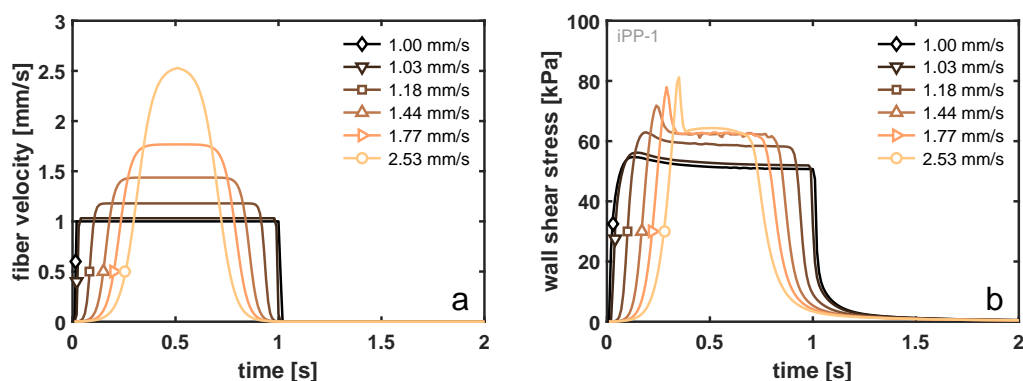 3
2.5
2
1.5
1
0.5
0
0
0.5
1
1.5
2
fiber velocity [mm/s]
time [s]
1.00 mm/s
1.03 mm/s
1.18 mm/s
1.44 mm/s
1.77 mm/s
2.53 mm/s
a
100
80
60
40
20
0
0
0.5
1
1.5
2
wall shear stress [kPa]
time [s]
iPP-1
1.00 mm/s
1.03 mm/s
1.18 mm/s
1.44 mm/s
1.77 mm/s
2.53 mm/s
b